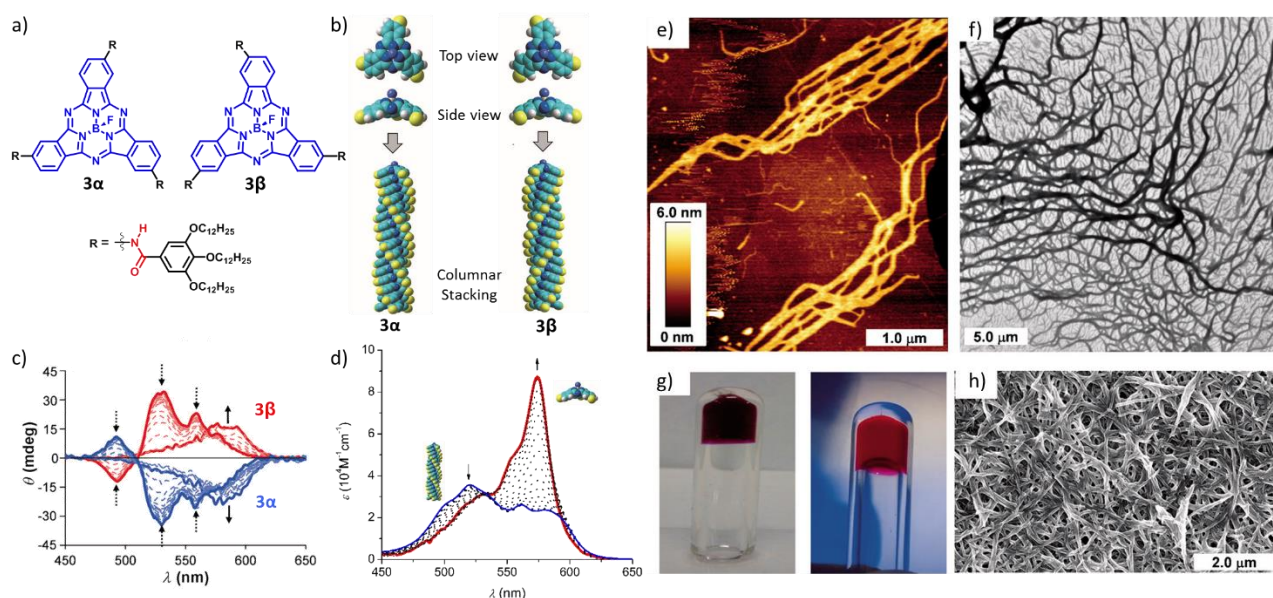 a)
R
N
N
N
B
F
N
N
N
R
R
3α
R
N
N
N
B
F
N
N
N
R
R
3β
R =
H
N
O
OC₁₂H₂₅
OC₁₂H₂₅
OC₁₂H₂₅
b)
Top view
Side view
Columnar
Stacking
3α
3β
c)
θ (mdeg)
45
30
15
0
-15
-30
-45
3β
3α
450 500 550 600 650
λ (nm)
d)
ε (10⁴M⁻¹cm⁻¹)
10
8
6
4
2
0
450 500 550 600 650
λ (nm)
e)
6.0 nm
0 nm
1.0 μm
f)
5.0 μm
g)
h)
2.0 μm